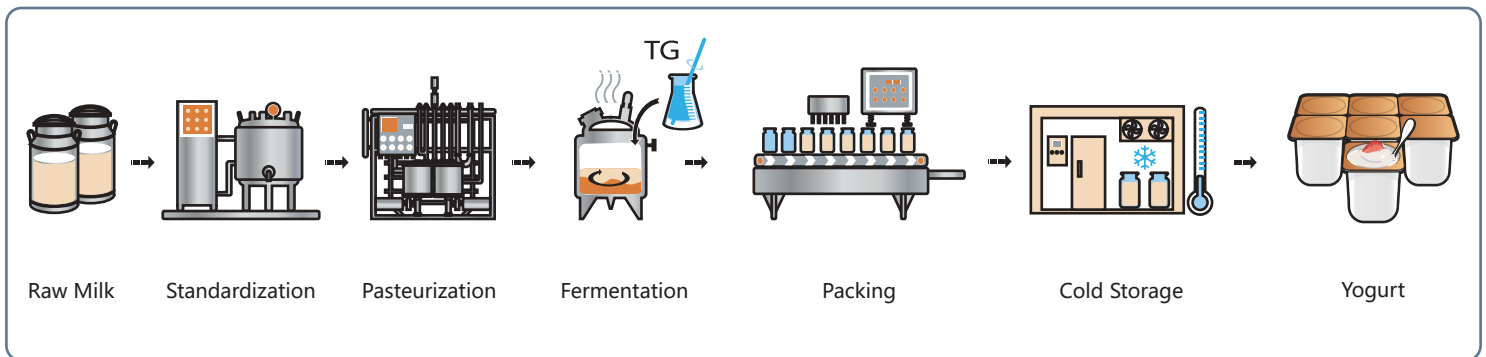 TG
Raw Milk
Standardization
Pasteurization
Fermentation
Packing
Cold Storage
Yogurt